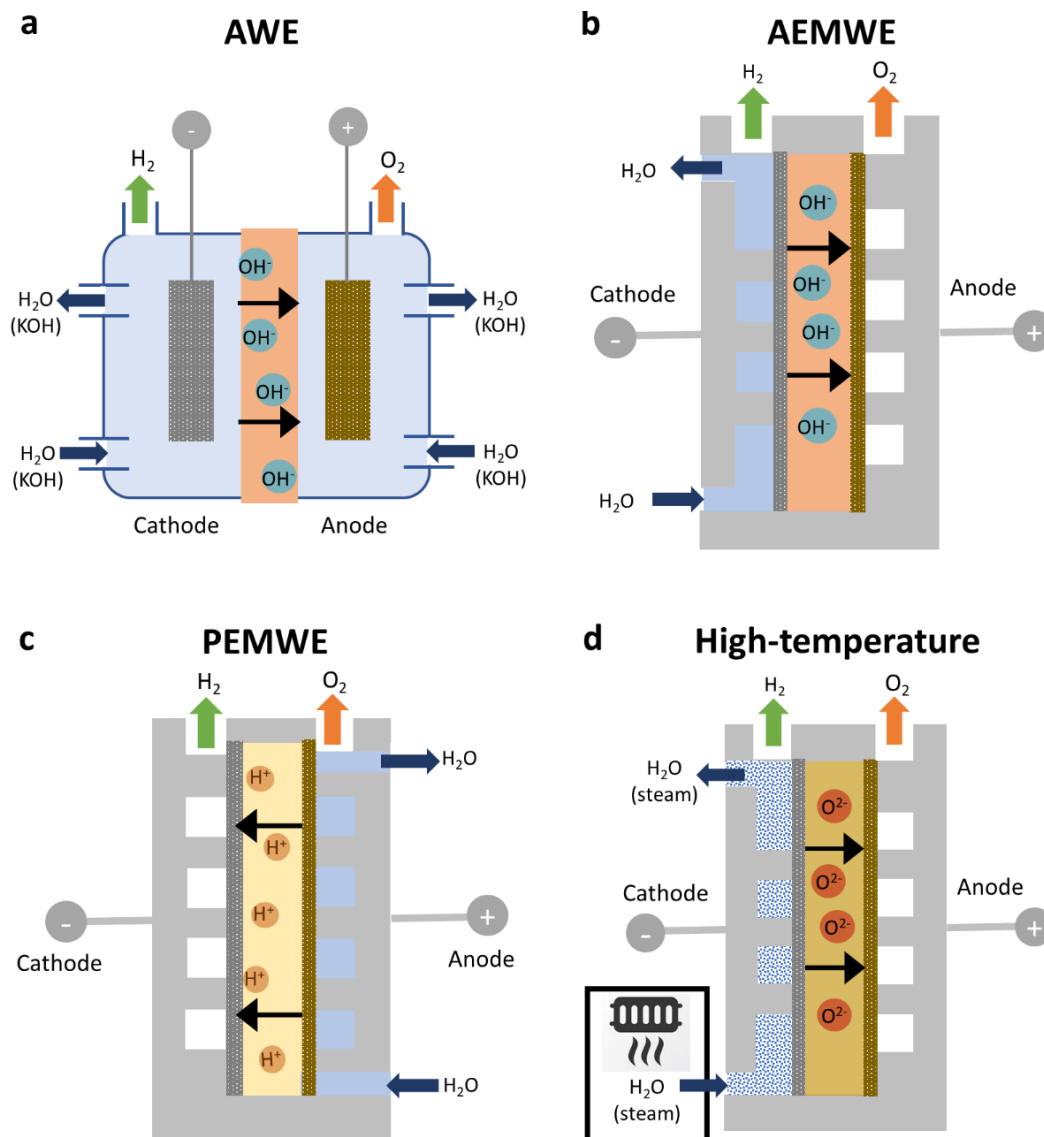 a
AWE
-
+
H₂
O₂
OH⁻
OH⁻
OH⁻
OH⁻
H₂O
(KOH)
H₂O
(KOH)
H₂O
(KOH)
H₂O
(KOH)
Cathode
Anode
b
AEMWE
H₂
O₂
H₂O
OH⁻
OH⁻
OH⁻
OH⁻
Cathode
Anode
-
+
H₂O
c
PEMWE
H₂
O₂
H₂O
H⁺
H⁺
H⁺
H⁺
H⁺
-
+
Cathode
Anode
H₂O
d
High-temperature
H₂
O₂
H₂O
(steam)
O²⁻
O²⁻
O²⁻
O²⁻
Cathode
Anode
-
+
H₂O
(steam)